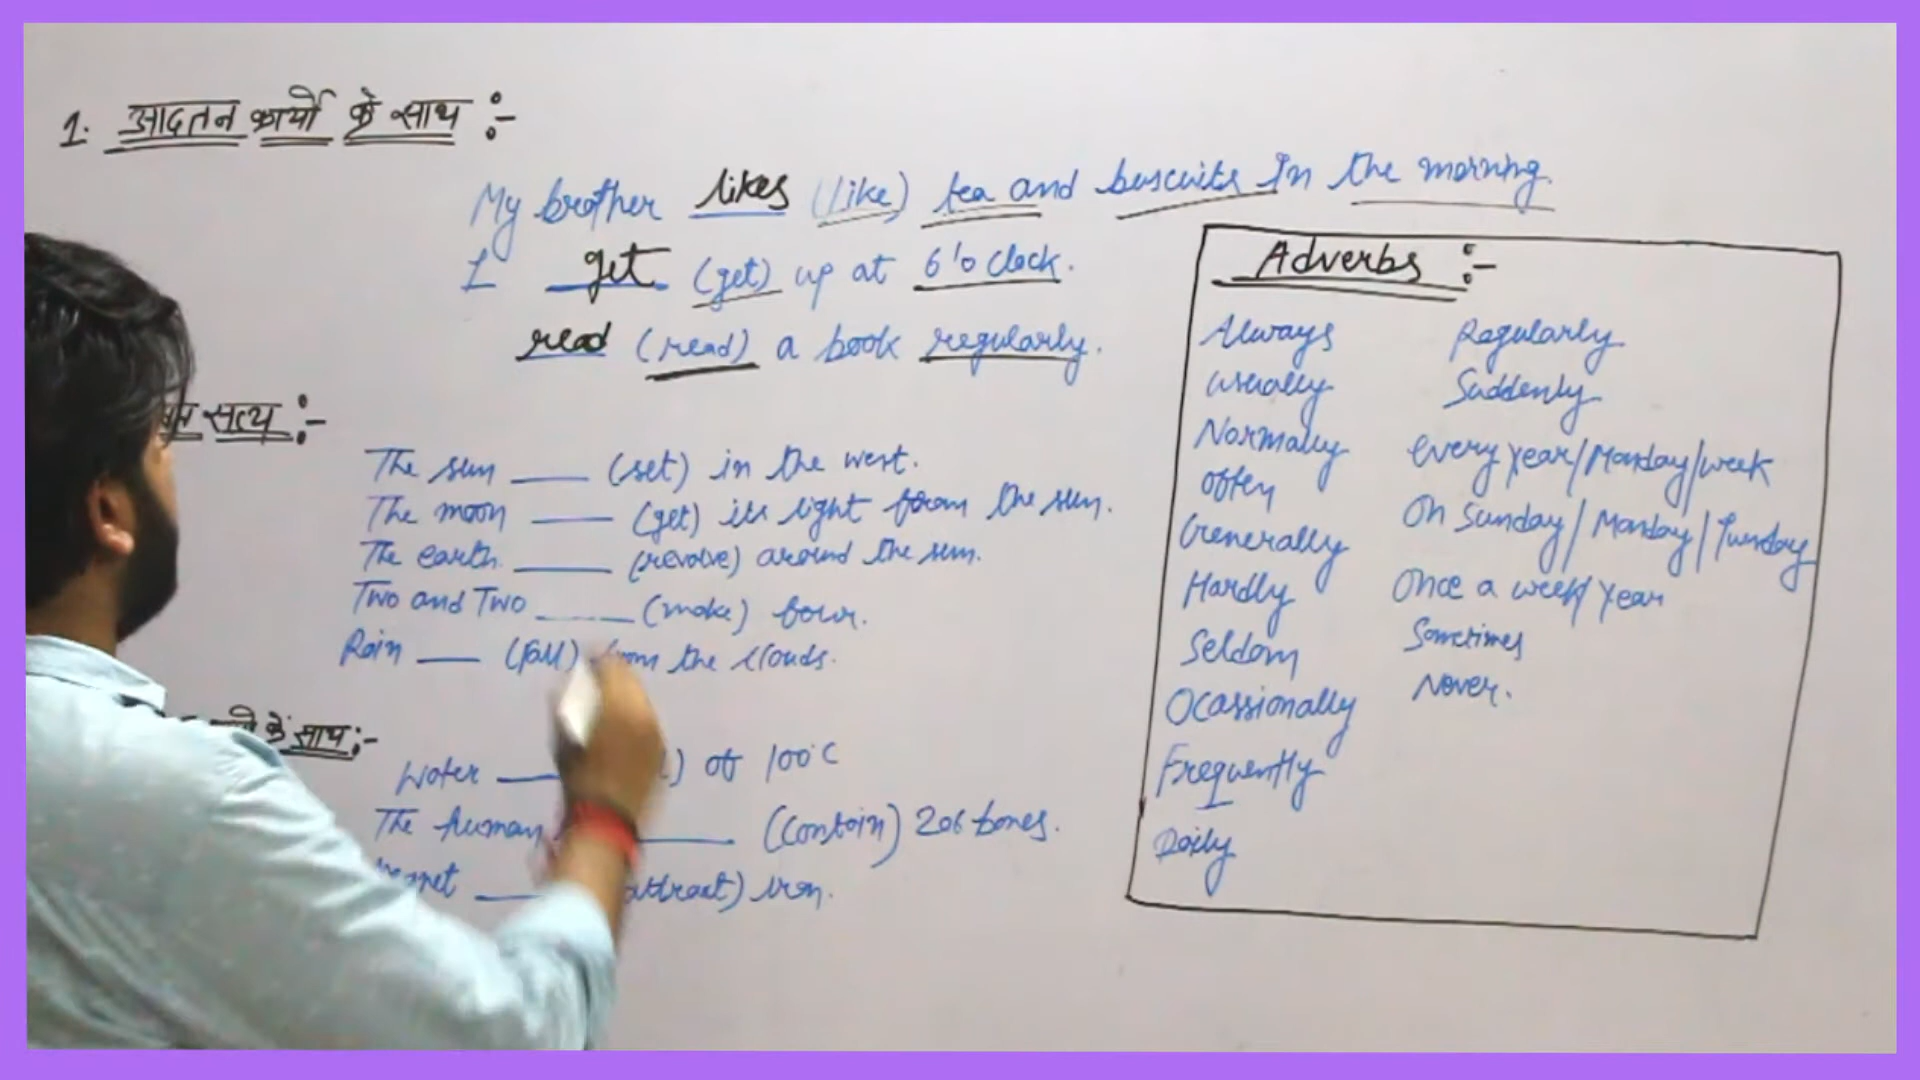 1. आदतन कार्यो के साथ :-
My brother likes (like) tea and buscuits In the morning.
I get (get) up at 6'o clock.
read (read) a book regularly.
सत्य :-
The sun ____ (set) in the west.
The moon ____ (get) its light from the sun.
The earth ____ (revolve) around the sun.
Two and Two ____ (make) four.
Rain ____ (fall) from the clouds.
के साथ :-
Water ____ ) at 100°C
The human ____ (contain) 206 bones.
____ attract) iron.
Adverbs :-
Always
Usually
Normally
Often
Generally
Hardly
Seldom
Ocassionally
Frequently
Daily
Regularly
Suddenly
every year/Monday/week
On Sunday/Monday/Tuesday
Once a week/year
Sometimes
Never.